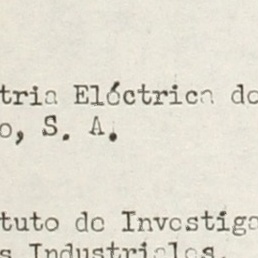 tria Eléctrica de
o, S. A.
tuto de Investiga
s Industriales.